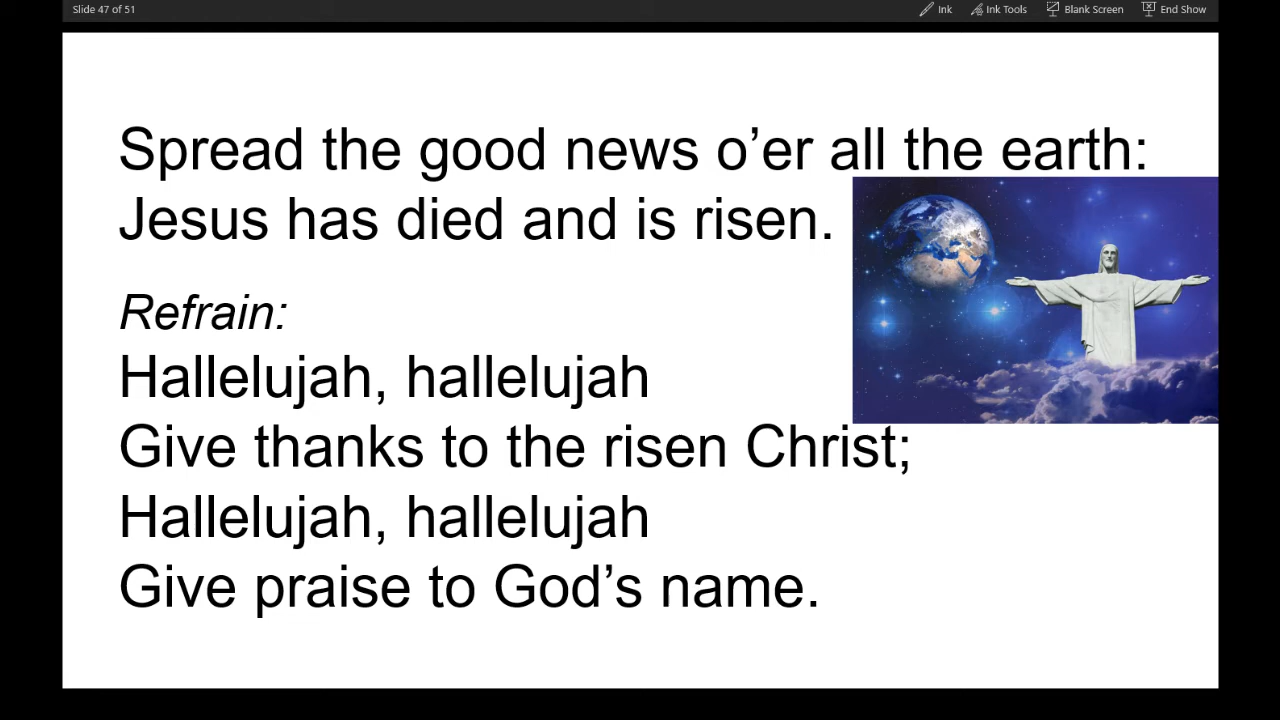 Slide 47 of 51
Ink
Ink Tools
Blank Screen
End Show
Spread the good news o’er all the earth:
Jesus has died and is risen.
Refrain:
Hallelujah, hallelujah
Give thanks to the risen Christ;
Hallelujah, hallelujah
Give praise to God’s name.